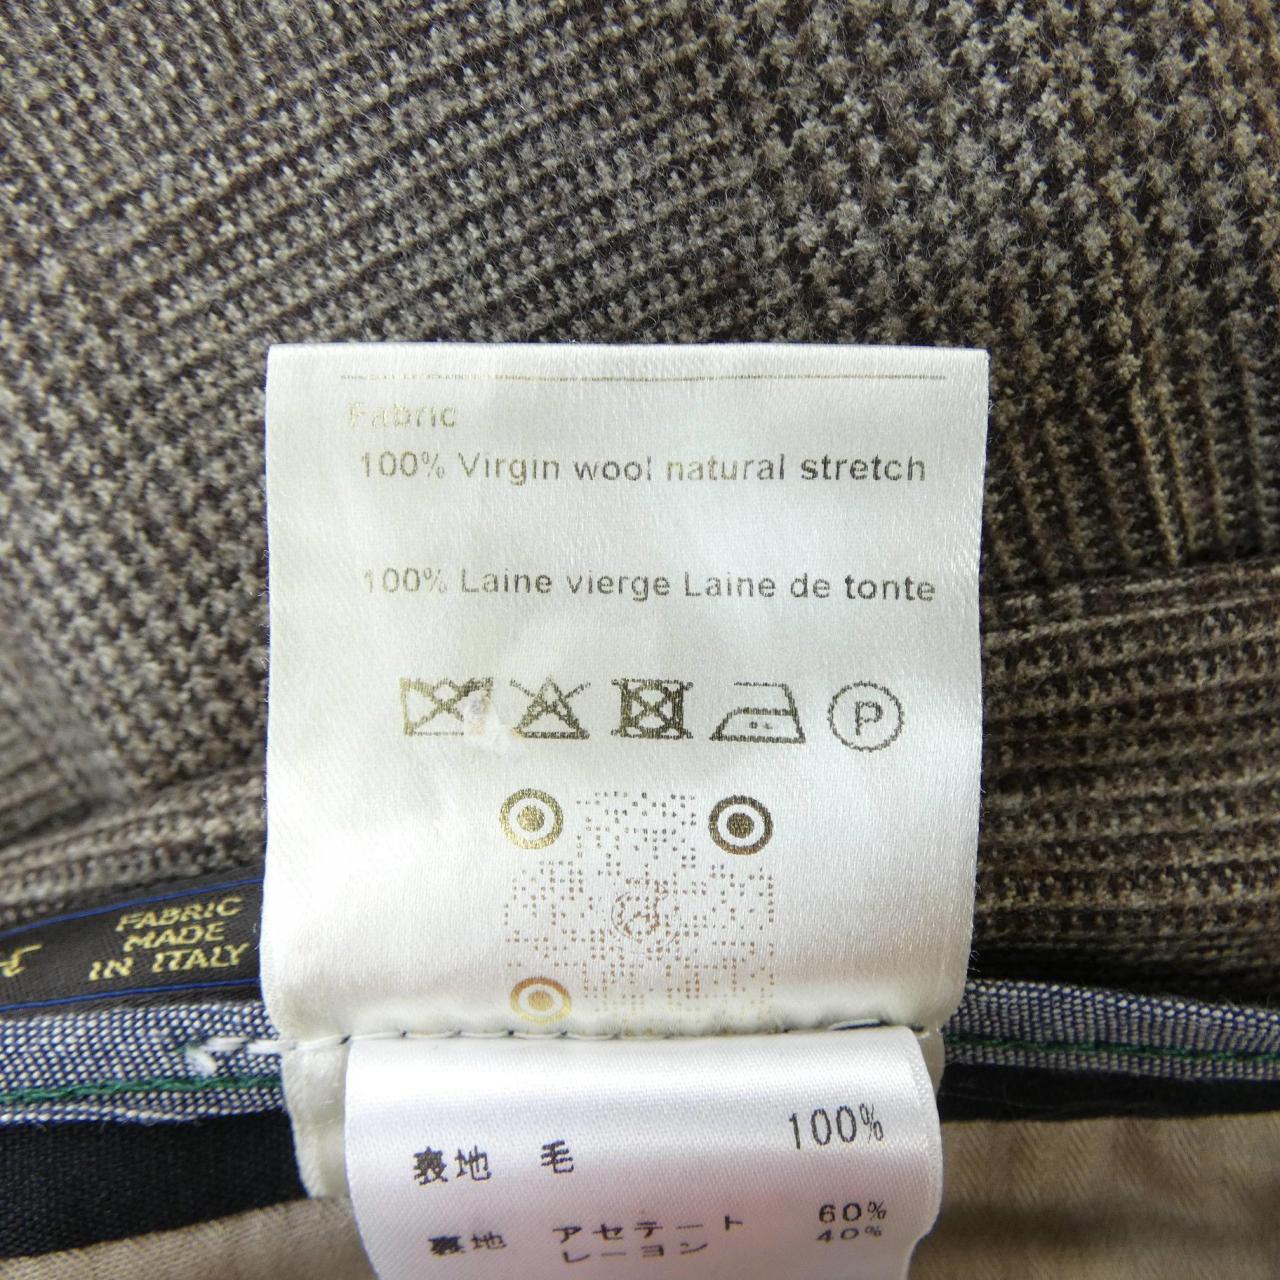 Fabric
100% Virgin wool natural stretch
100% Laine vierge Laine de tonte
P
FABRIC
MADE
IN ITALY
表地 毛 100%
裏地 アセテート 60%
レーヨン 40%